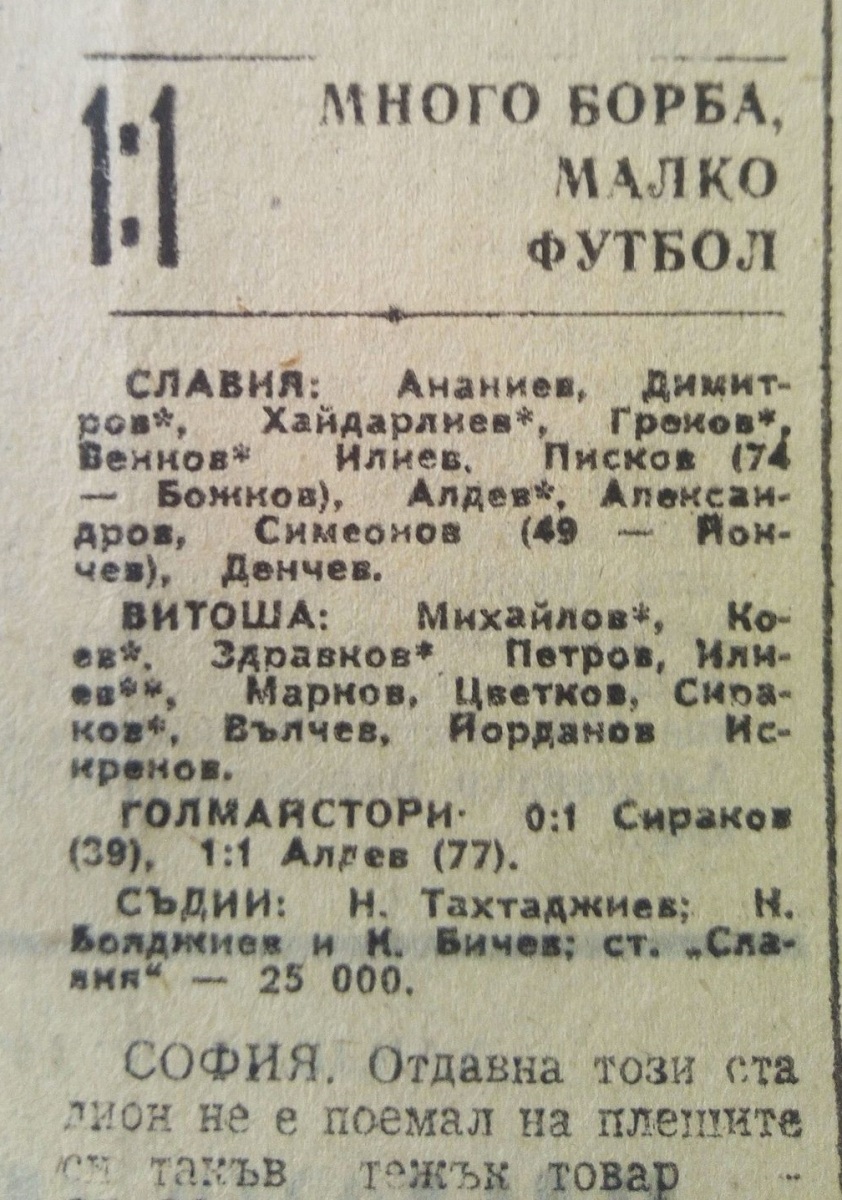 1:1
МНОГО БОРБА,
МАЛКО
ФУТБОЛ
СЛАВИЯ: Ананиев, Димит-
ров*, Хайдарлиев*, Греков*,
Венков* Илиев. Писков (74
— Божков), Алдев*, Алексан-
дров, Симеонов (49 — Йон-
чев), Денчев.
ВИТОША: Михайлов*, Ко-
ев*. Здравков* Петров, Или-
ев**, Марков, Цветков, Сира-
ков*, Вълчев, Йорданов Ис-
кренов.
ГОЛМАЙСТОРИ· 0:1 Сираков
(39), 1:1 Алдев (77).
СЪДИИ: Н. Тахтаджиев; Н.
Бояджиев и К. Бичев; ст. „Сла-
вия“ — 25 000.
СОФИЯ. Отдавна този ста
дион не е поемал на плещите
си такъв тежък товар -